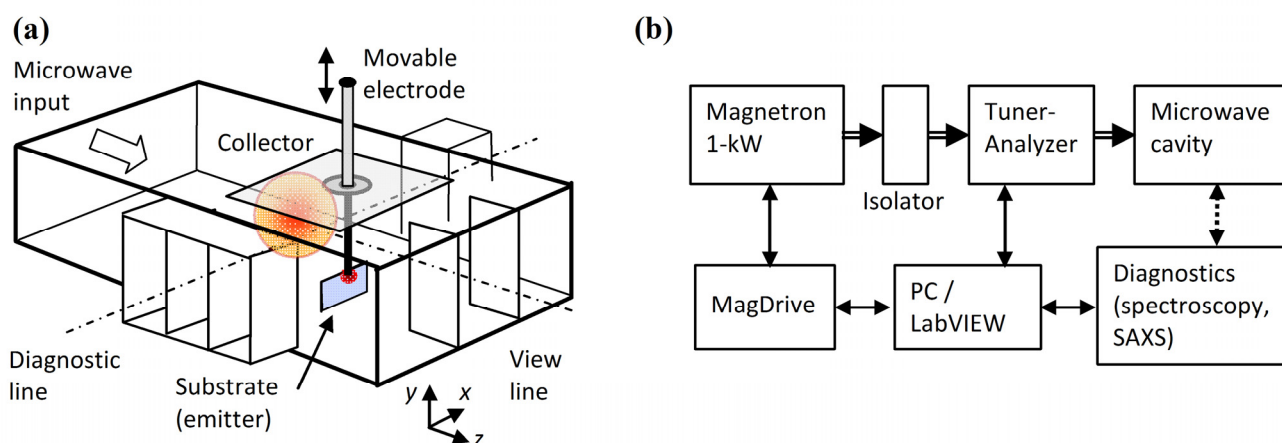 (a)
Microwave
input
Movable
electrode
Collector
Diagnostic
line
Substrate
(emitter)
View
line
y
x
z
(b)
Magnetron
1-kW
Isolator
Tuner-
Analyzer
Microwave
cavity
MagDrive
PC /
LabVIEW
Diagnostics
(spectroscopy,
SAXS)